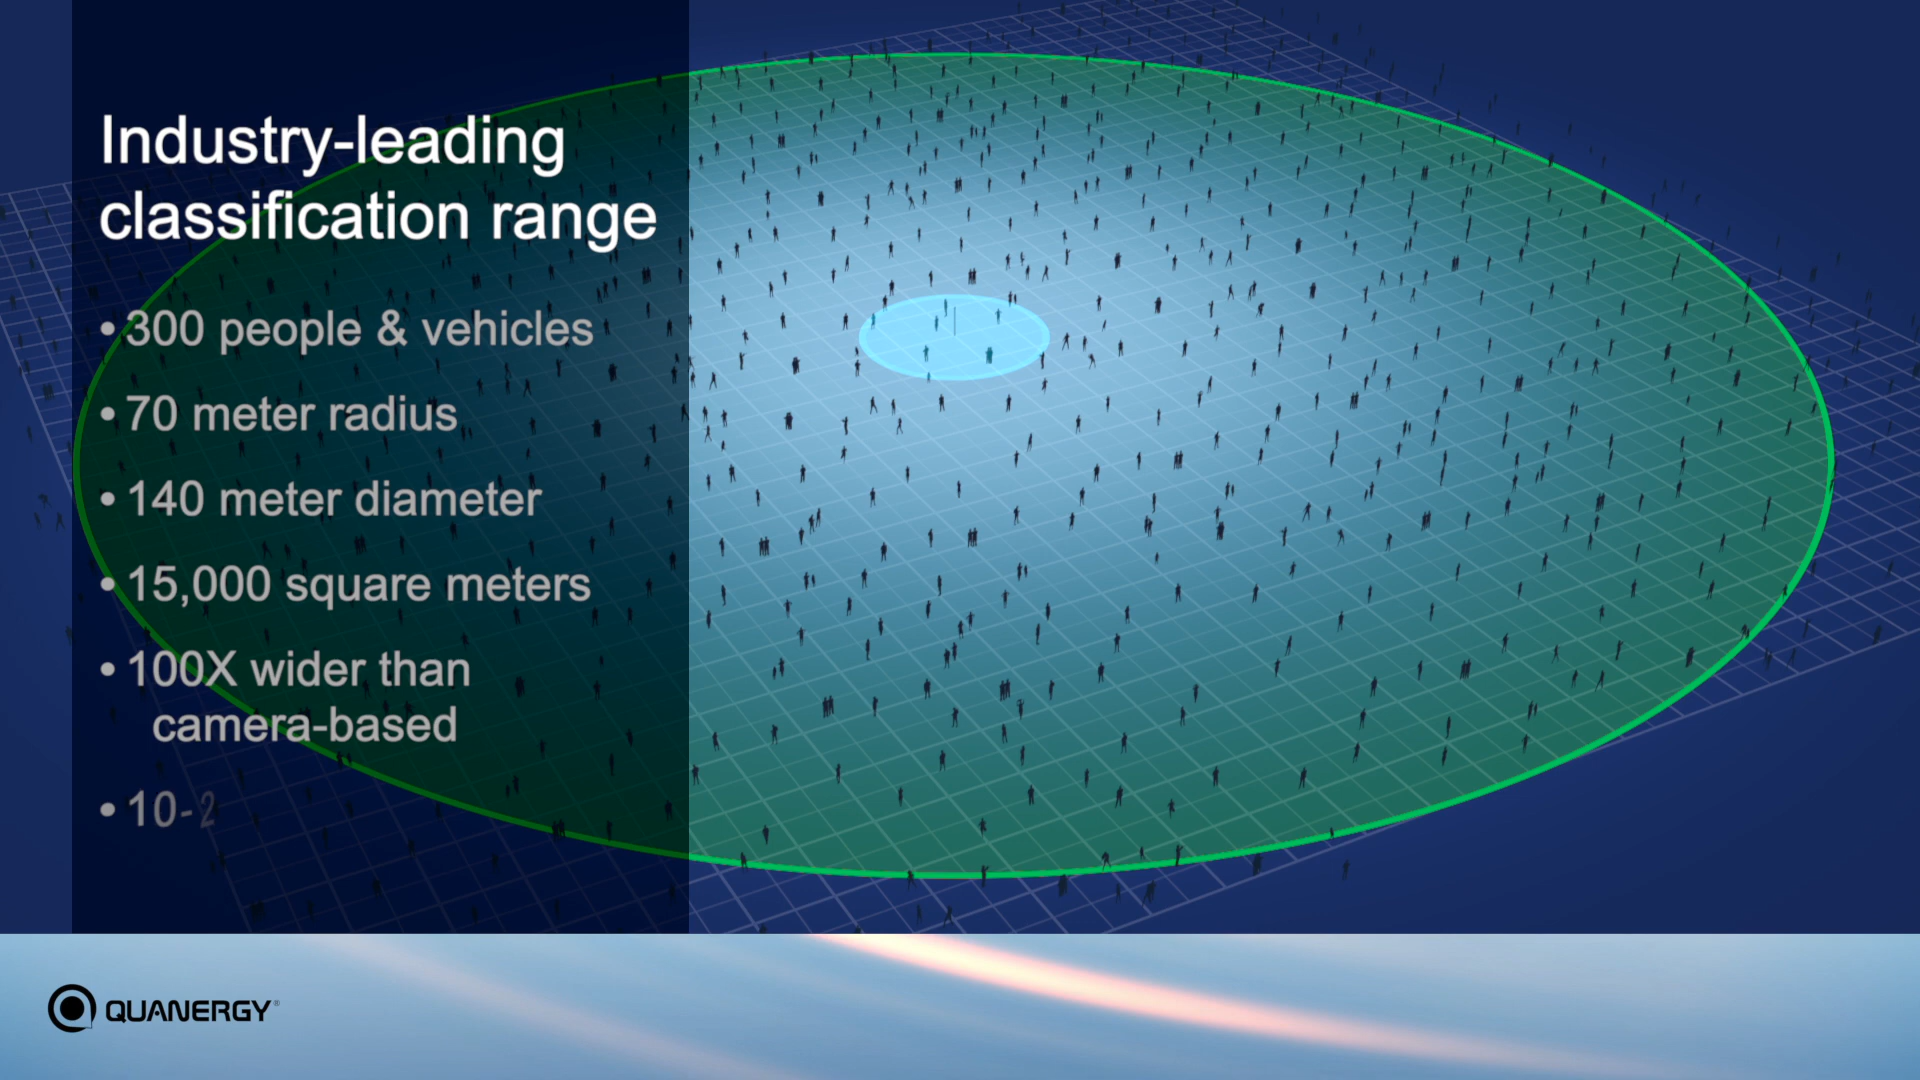 Industry-leading
classification range
• 300 people & vehicles
• 70 meter radius
• 140 meter diameter
• 15,000 square meters
• 100X wider than
camera-based
• 10-2
QUANERGY®